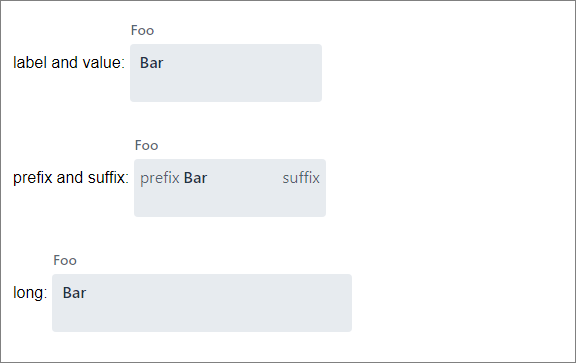 Foo
label and value: Bar
Foo
prefix and suffix: prefix Bar suffix
Foo
long: Bar